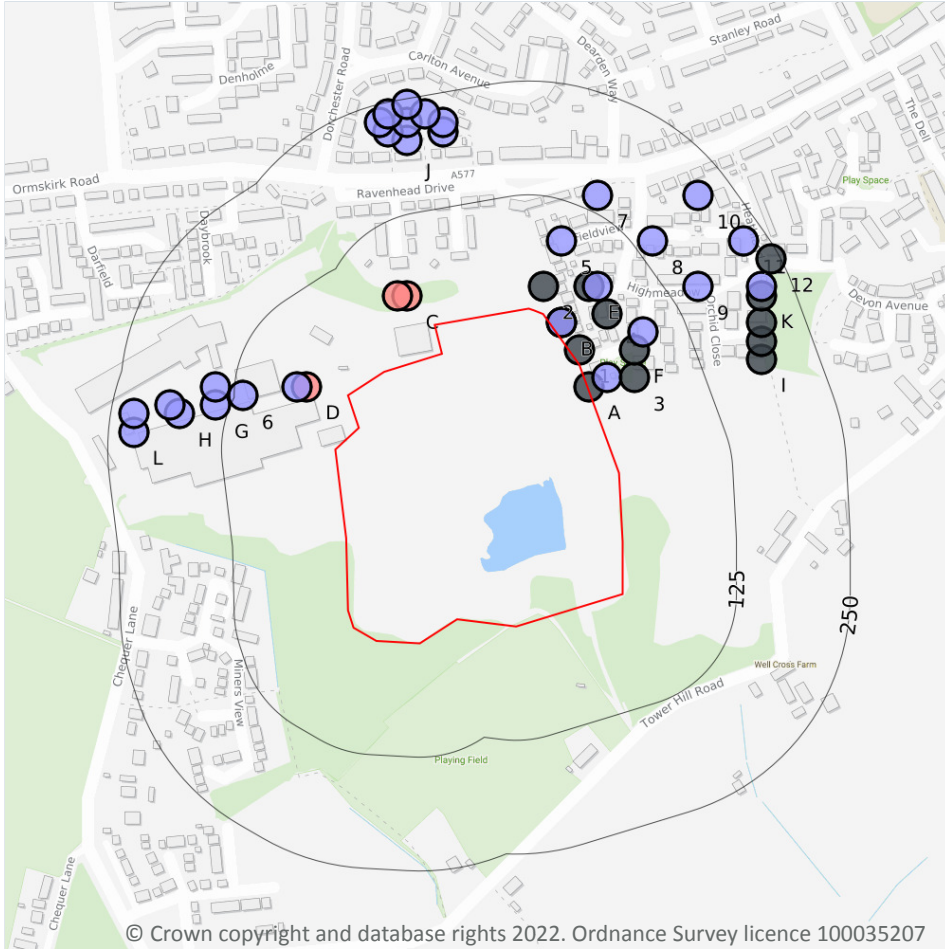 Stanley Road
Dearden Way
Carlton Avenue
Denholme
Dorchester Road
The Dell
J
A577
Ormskirk Road
Ravenhead Drive
Play Space
7
10
Daybrook
Fieldview
Darfield
5
8
11
12
Devon Avenue
Highmeadow
2
E
9
Orchid Close
C
K
B
1
F
I
D
A
3
6
G
H
L
125
250
Chequer Lane
Miners View
Well Cross Farm
Tower Hill Road
Playing Field
Chequer Lane
© Crown copyright and database rights 2022. Ordnance Survey licence 100035207